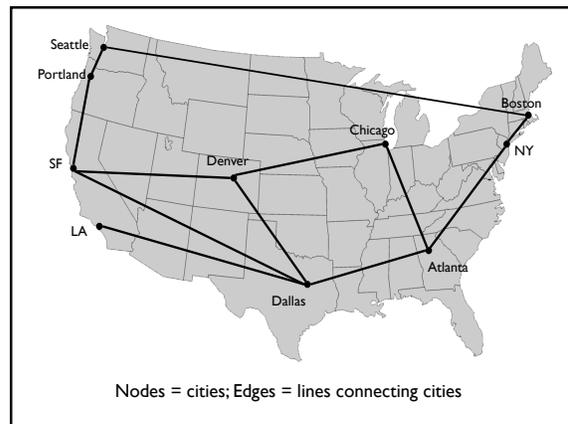 Seattle
Portland
Boston
Chicago
NY
SF
Denver
LA
Atlanta
Dallas
Nodes = cities; Edges = lines connecting cities